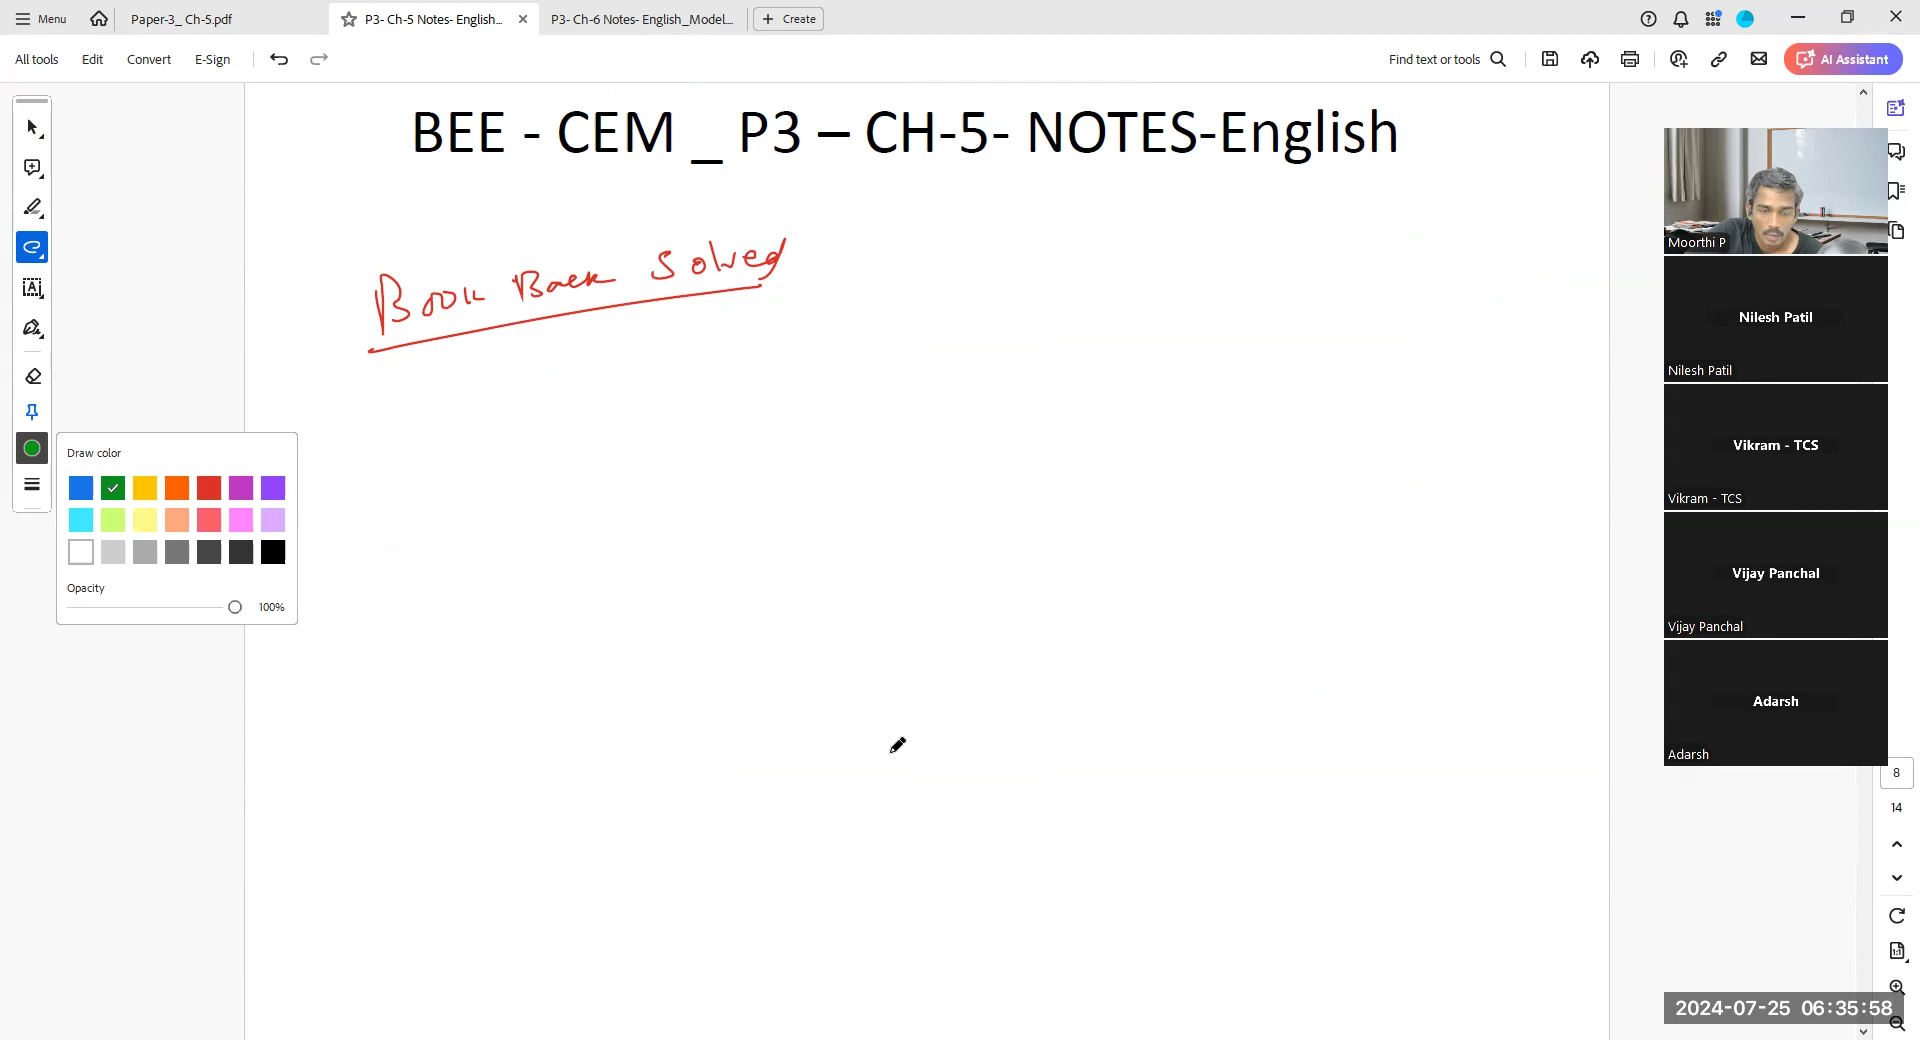 Menu
Paper-3_ Ch-5.pdf
P3- Ch-5 Notes- English...
P3- Ch-6 Notes- English_Model...
Create
All tools
Edit
Convert
E-Sign
Find text or tools
AI Assistant
BEE - CEM _ P3 – CH-5- NOTES-English
Book Back Solved
Draw color
Opacity
100%
Moorthi P
Nilesh Patil
Nilesh Patil
Vikram - TCS
Vikram - TCS
Vijay Panchal
Vijay Panchal
Adarsh
Adarsh
8
14
1:1
2024-07-25 06:35:58